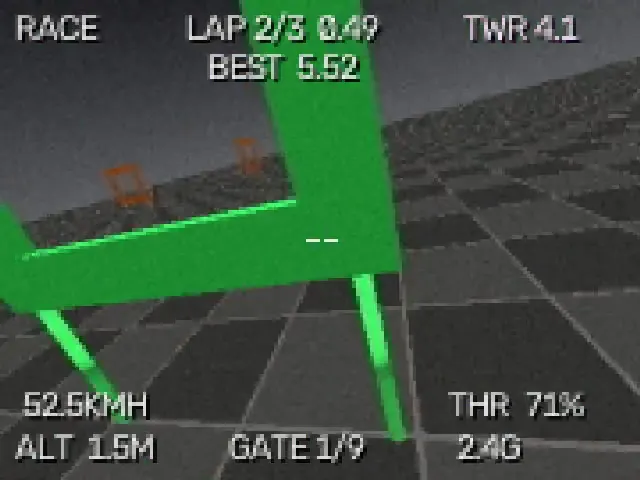 RACE LAP 2/3 0.49 TWR 4.1
BEST 5.52
52.5KMH THR 71%
ALT 1.5M GATE 1/9 2.4G